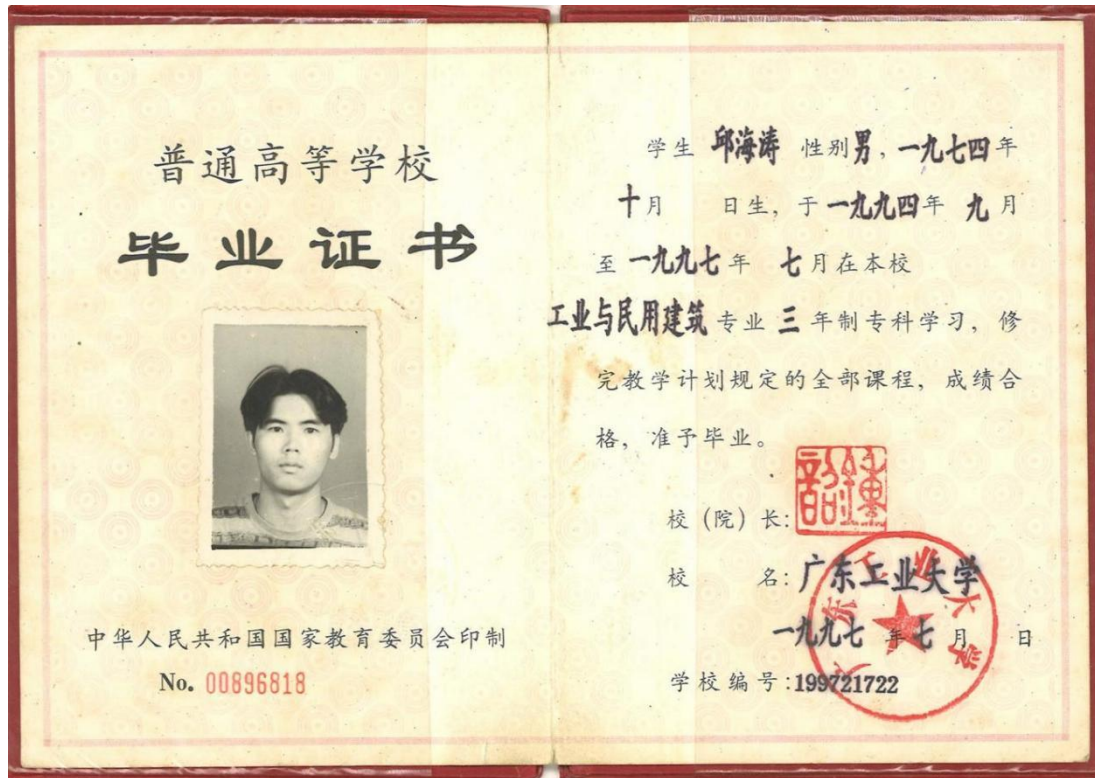 普通高等学校
毕业证书
中华人民共和国国家教育委员会印制
No. 00896818
学生 邱海涛 性别男，一九七四年
十月 日生，于一九九四年 九月
至一九九七年 七月在本校
工业与民用建筑专业 三 年制专科学习，修
完教学计划规定的全部课程，成绩合
格，准予毕业。
校（院）长：
校 名：广东工业大学
广东工业大学
一九九七 年七月 日
学校编号：199721722